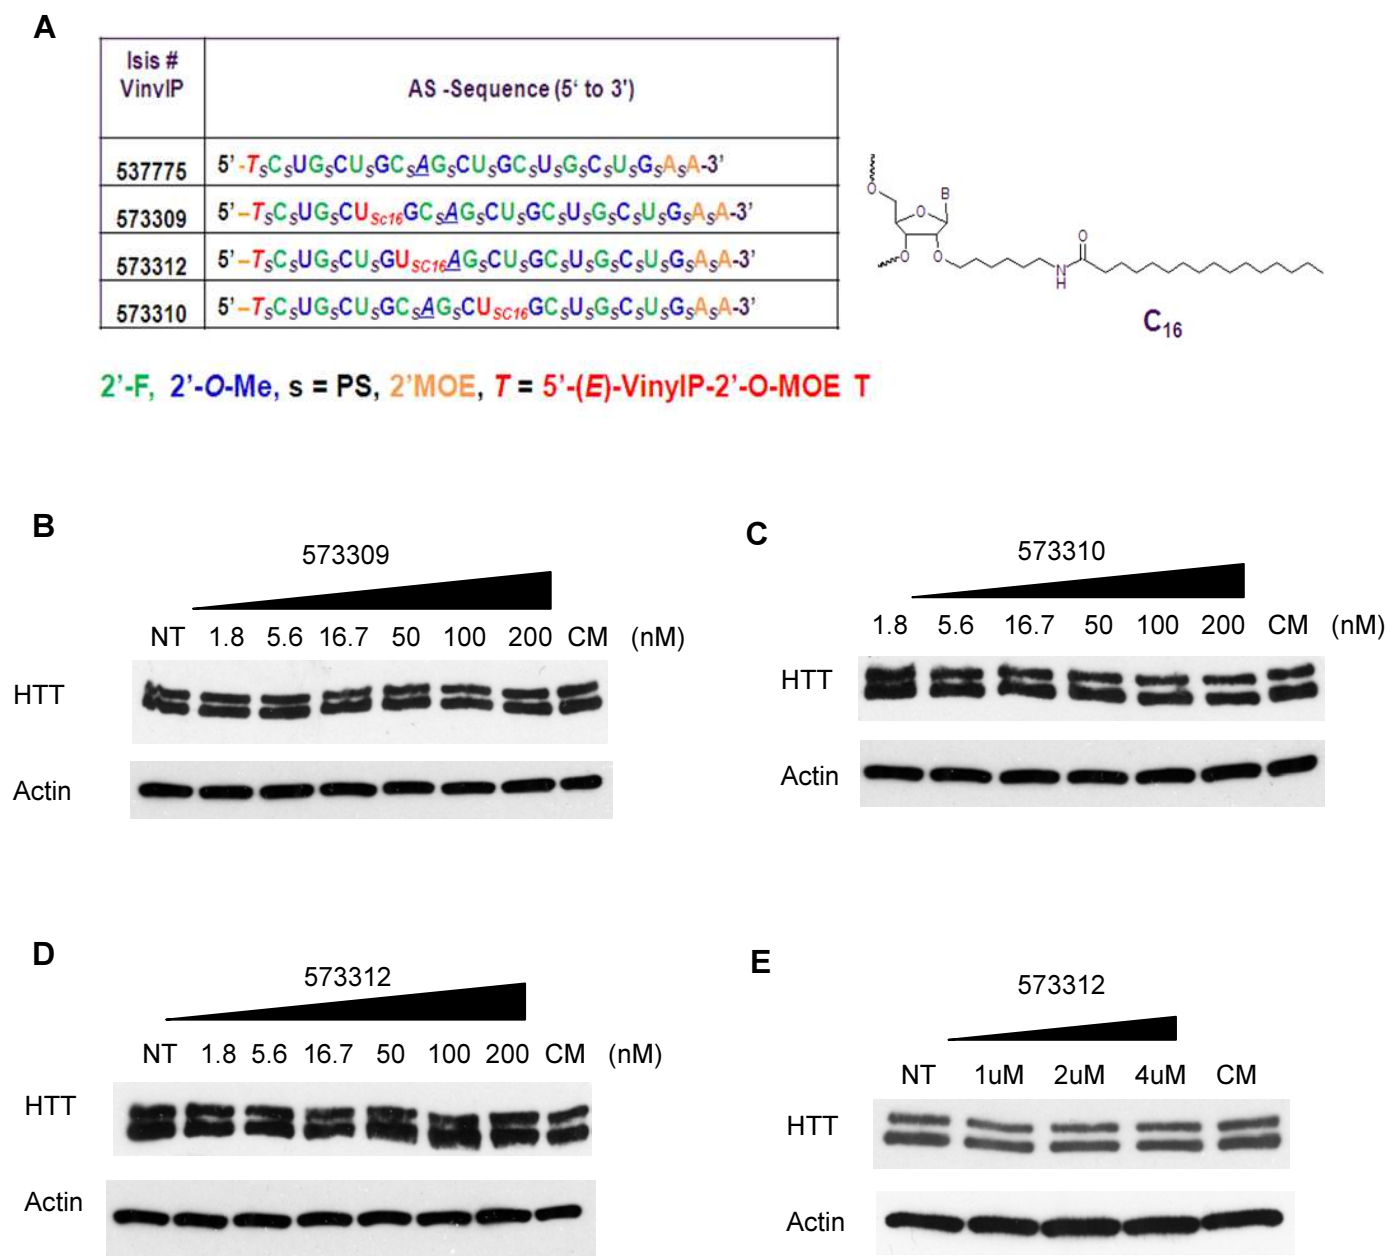 A
Isis #
VinylP
AS -Sequence (5' to 3')
537775
5' -TsCsUGsCUsGCsAGsCUsGCsUsGsCsUsGsAsA-3'
573309
5' –TsCsUGsCUSc16GCsAGsCUsGCsUsGsCsUsGsAsA-3'
573312
5' –TsCsUGsCUsGUSC16AGsCUsGCsUsGsCsUsGsAsA-3'
573310
5' –TsCsUGsCUsGCsAGsCUSC16GCsUsGsCsUsGsAsA-3'
2'-F, 2'-O-Me, s = PS, 2'MOE, T = 5'-(E)-VinylP-2'-O-MOE T
O
B
O
O
O
O
N
H
C16
B
573309
NT 1.8 5.6 16.7 50 100 200 CM (nM)
HTT
Actin
C
573310
1.8 5.6 16.7 50 100 200 CM (nM)
HTT
Actin
D
573312
NT 1.8 5.6 16.7 50 100 200 CM (nM)
HTT
Actin
E
573312
NT 1uM 2uM 4uM CM
HTT
Actin